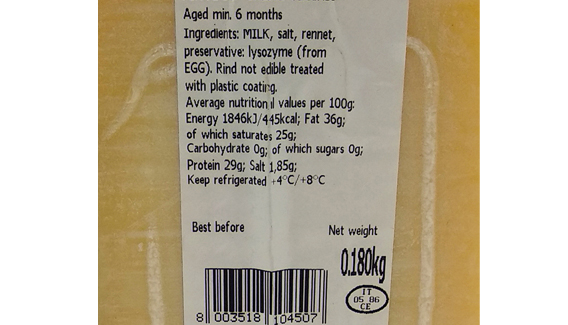 Aged min. 6 months
Ingredients: MILK, salt, rennet,
preservative: lysozyme (from
EGG). Rind not edible treated
with plastic coating.
Average nutritional values per 100g:
Energy 1846kJ/445kcal; Fat 36g;
of which saturates 25g;
Carbohydrate 0g; of which sugars 0g;
Protein 29g; Salt 1,85g;
Keep refrigerated +4°C/+8°C
Best before
Net weight
0.180kg
IT
05 86
CE
8 003518 104507